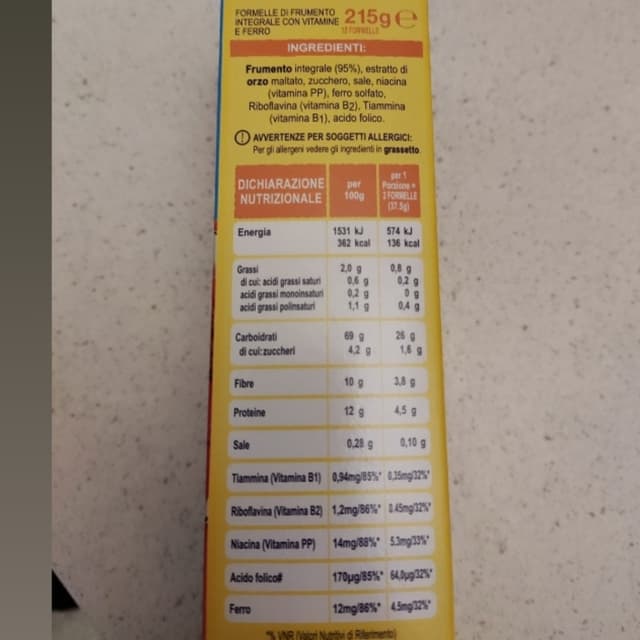 FORMELLE DI FRUMENTO
INTEGRALE CON VITAMINE
E FERRO
215g e
12 FORMELLE
INGREDIENTI:
Frumento integrale (95%), estratto di
orzo maltato, zucchero, sale, niacina
(vitamina PP), ferro solfato,
Riboflavina (vitamina B2), Tiammina
(vitamina B1), acido folico.
AVVERTENZE PER SOGGETTI ALLERGICI:
Per gli allergeni vedere gli ingredienti in grassetto
DICHIARAZIONE NUTRIZIONALE per 100g per 1 Porzione = 2 FORMELLE (37.5g)
Energia 1531 kJ 574 kJ
362 kcal 136 kcal
Grassi 2,0 g 0,8 g
di cui: acidi grassi saturi 0,6 g 0,2 g
acidi grassi monoinsaturi 0,2 g 0 g
acidi grassi polinsaturi 1,1 g 0,4 g
Carboidrati 69 g 26 g
di cui:zuccheri 4,2 g 1,6 g
Fibre 10 g 3,8 g
Proteine 12 g 4,5 g
Sale 0,28 g 0,10 g
Tiammina (Vitamina B1) 0,94mg/85%* 0,35mg/32%*
Riboflavina (Vitamina B2) 1,2mg/86%* 0.45mg/32%*
Niacina (Vitamina PP) 14mg/88%* 5.3mg/33%*
Acido folico# 170µg/85%* 64,0µg/32%*
Ferro 12mg/86%* 4.5mg/32%*
*% VNR (Valori Nutritivi di Riferimento)